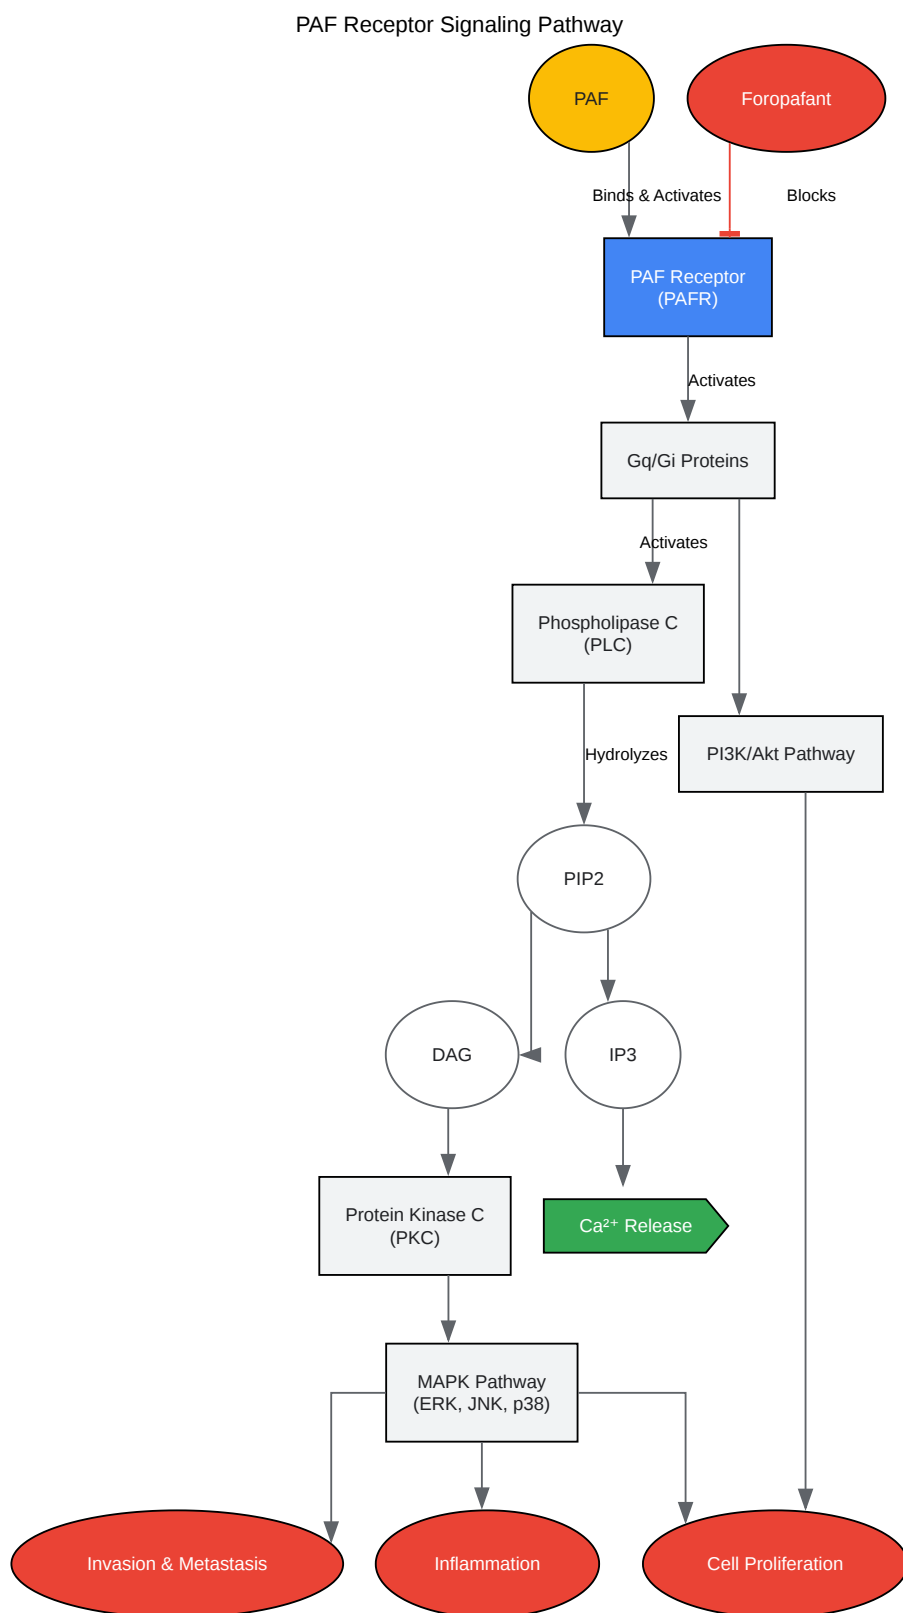 PAF Receptor Signaling Pathway
PAF
Foropafant
Binds & Activates
Blocks
PAF Receptor
(PAFR)
Activates
Gq/Gi Proteins
Activates
Phospholipase C
(PLC)
Hydrolyzes
PI3K/Akt Pathway
PIP2
DAG
IP3
Protein Kinase C
(PKC)
Ca²⁺ Release
MAPK Pathway
(ERK, JNK, p38)
Invasion & Metastasis
Inflammation
Cell Proliferation